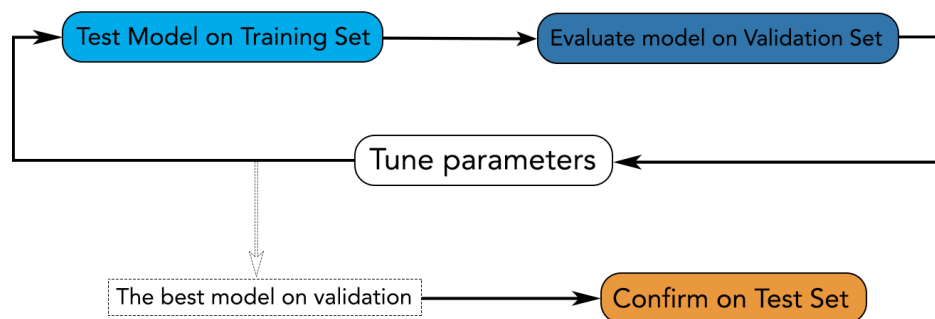 Test Model on Training Set
Evaluate model on Validation Set
Tune parameters
The best model on validation
Confirm on Test Set